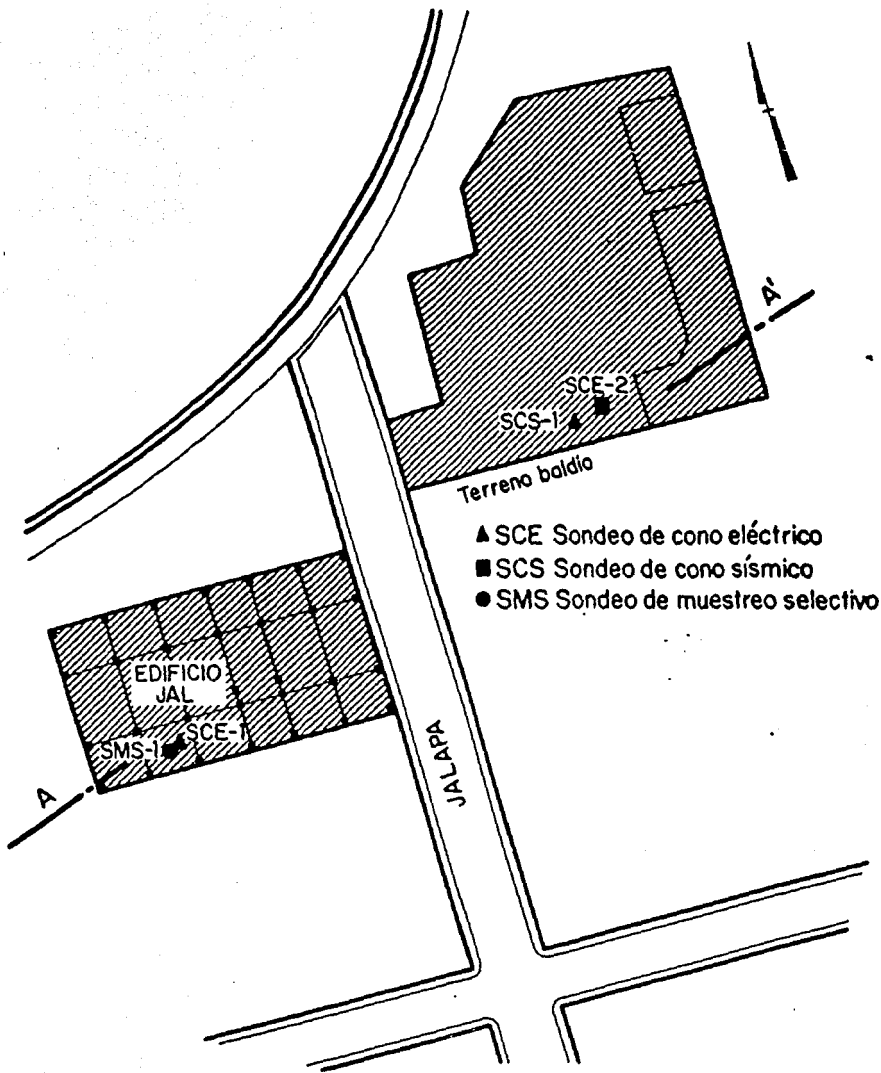 A'
SCE-2
SCS-1
Terreno baldío
▲ SCE Sondeo de cono eléctrico
■ SCS Sondeo de cono sísmico
● SMS Sondeo de muestreo selectivo
EDIFICIO
JAL
SCE-1
SMS-1
A
JALAPA